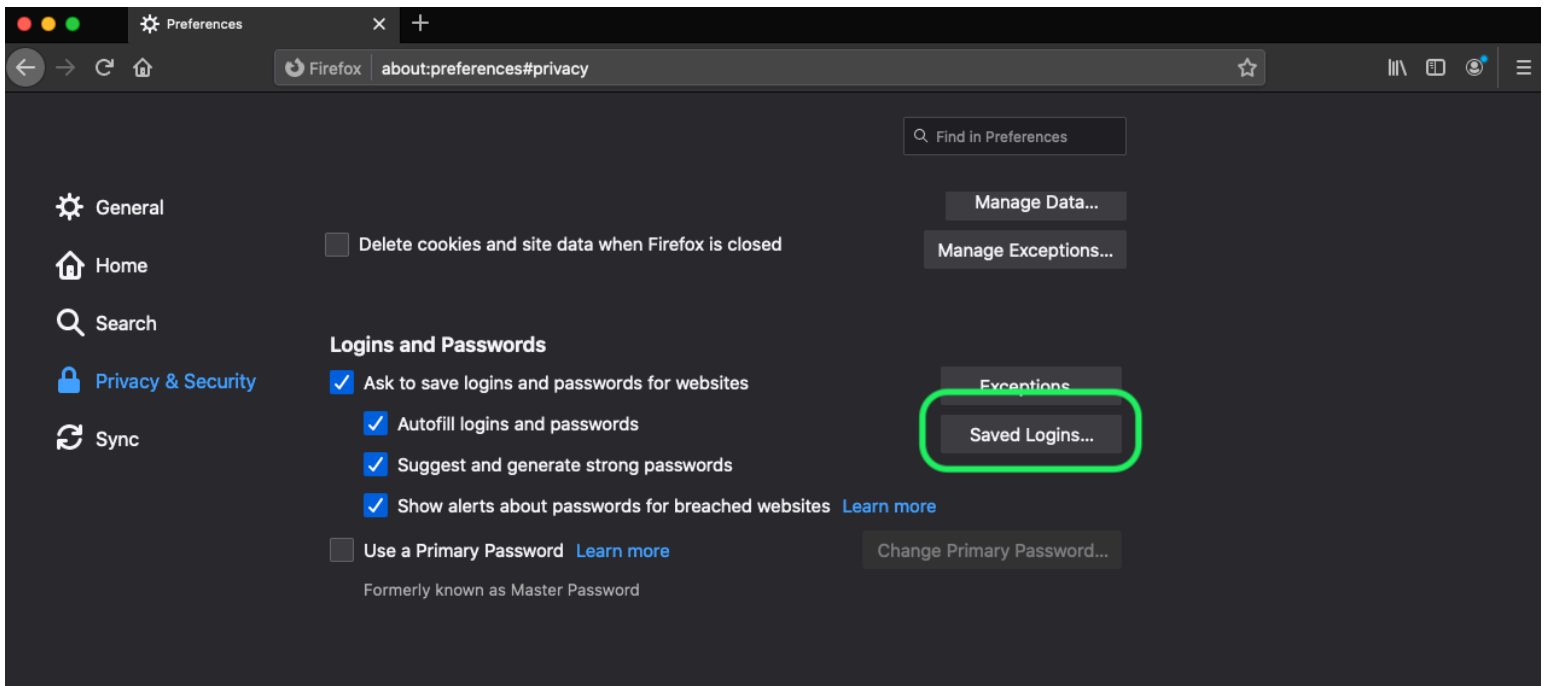 Preferences
Firefox about:preferences#privacy
Find in Preferences
General
Home
Search
Privacy & Security
Sync
Manage Data...
Delete cookies and site data when Firefox is closed
Manage Exceptions...
Logins and Passwords
Ask to save logins and passwords for websites
Exceptions...
Autofill logins and passwords
Saved Logins...
Suggest and generate strong passwords
Show alerts about passwords for breached websites Learn more
Use a Primary Password Learn more
Change Primary Password...
Formerly known as Master Password